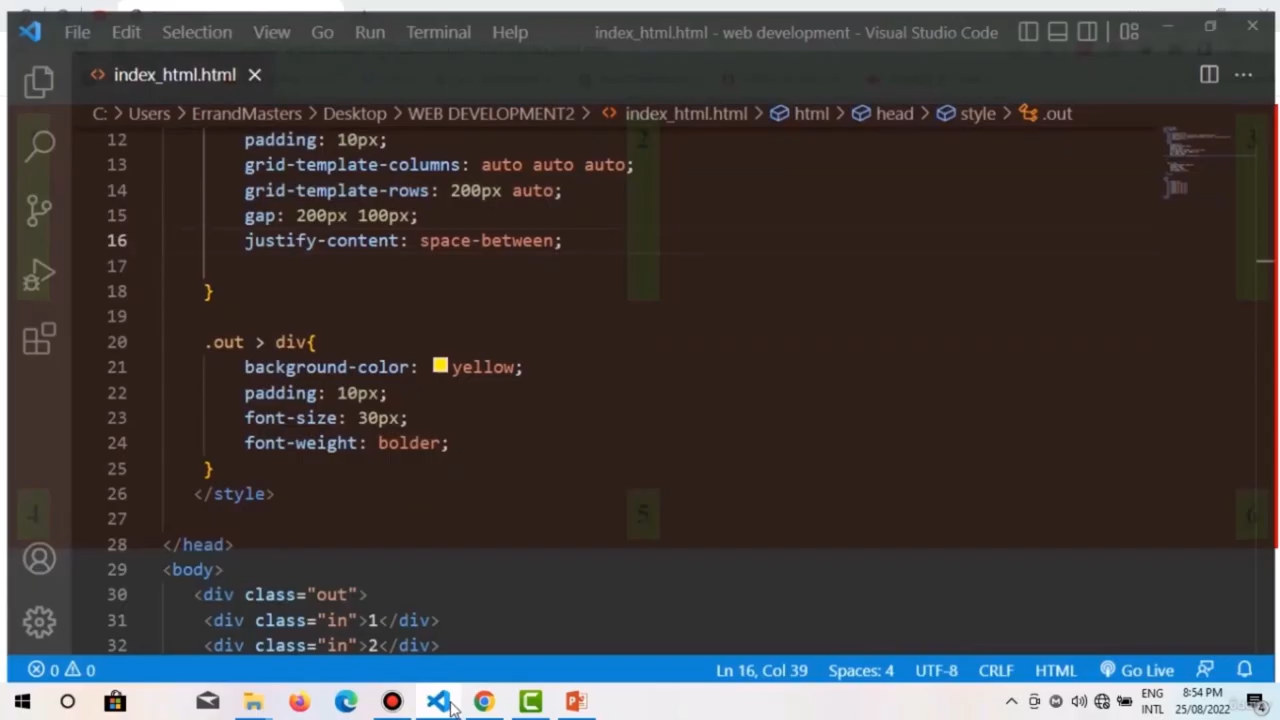 File Edit Selection View Go Run Terminal Help index_html.html - web development - Visual Studio Code
index_html.html
C: > Users > ErrandMasters > Desktop > WEB DEVELOPMENT2 > index_html.html > html > head > style > .out
12 padding: 10px;
13 grid-template-columns: auto auto auto;
14 grid-template-rows: 200px auto;
15 gap: 200px 100px;
16 justify-content: space-between;
17
18 }
19
20 .out > div{
21 background-color: yellow;
22 padding: 10px;
23 font-size: 30px;
24 font-weight: bolder;
25 }
26 </style>
27
28 </head>
29 <body>
30 <div class="out">
31 <div class="in">1</div>
32 <div class="in">2</div>
2
3
4
5
6
0 0 Ln 16, Col 39 Spaces: 4 UTF-8 CRLF HTML Go Live
ENG 8:54 PM
INTL 25/08/2022 4